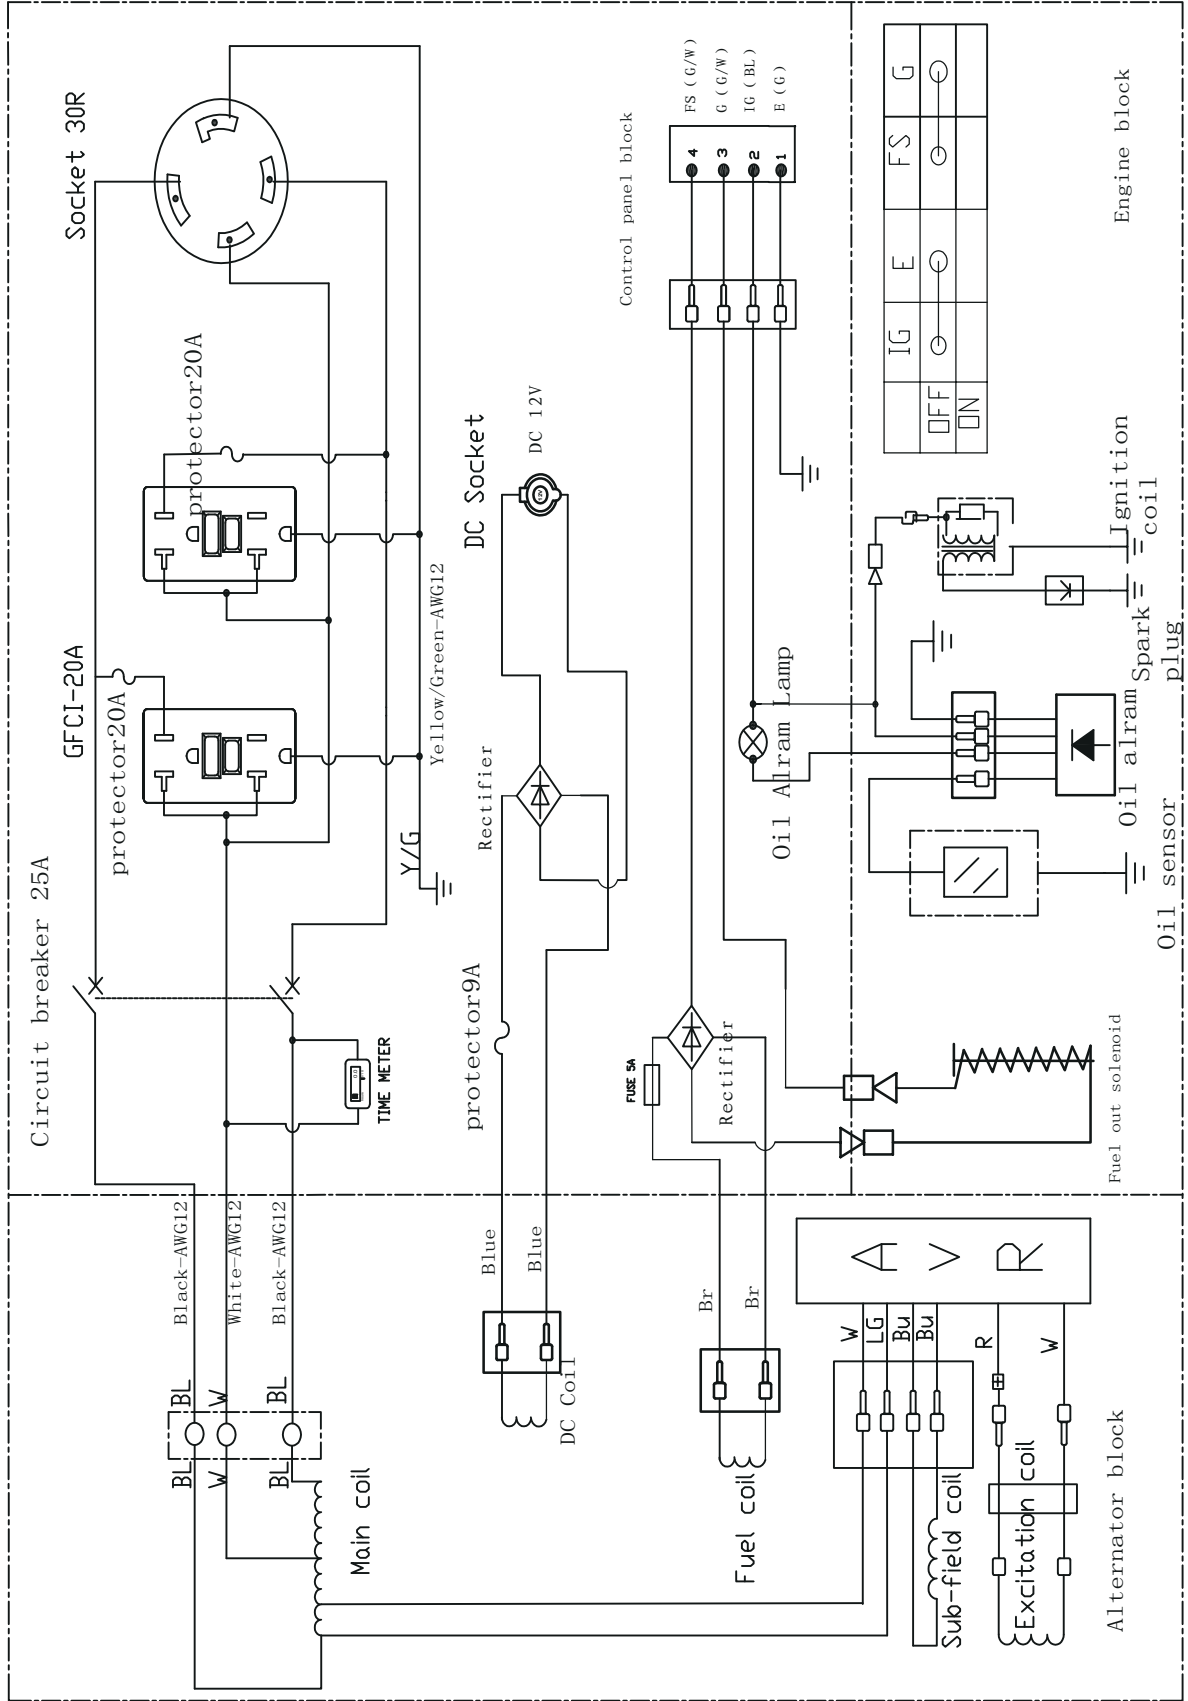 Socket 30R
GFCI-20A
protector20A
protector20A
Circuit breaker 25A
Yellow/Green-AWG12
Y/G
TIME METER
DC Socket
DC 12V
12V
Rectifier
protector9A
Control panel block
FS (G/W)
G (G/W)
IG (BL)
E (G)
4
3
2
1
Oil Alram Lamp
FUSE 5A
Rectifier
Engine block
IG E FS G
OFF
ON
Ignition
coil
Spark
plug
Oil alram
Oil sensor
Fuel out solenoid
Black-AWG12
White-AWG12
Black-AWG12
BL
W
BL
BL
W
BL
Main coil
Blue
Blue
DC Coil
Br
Br
Fuel coil
AVR
W
LG
Bu
Bu
R
W
Sub-field coil
Excitation coil
Alternator block